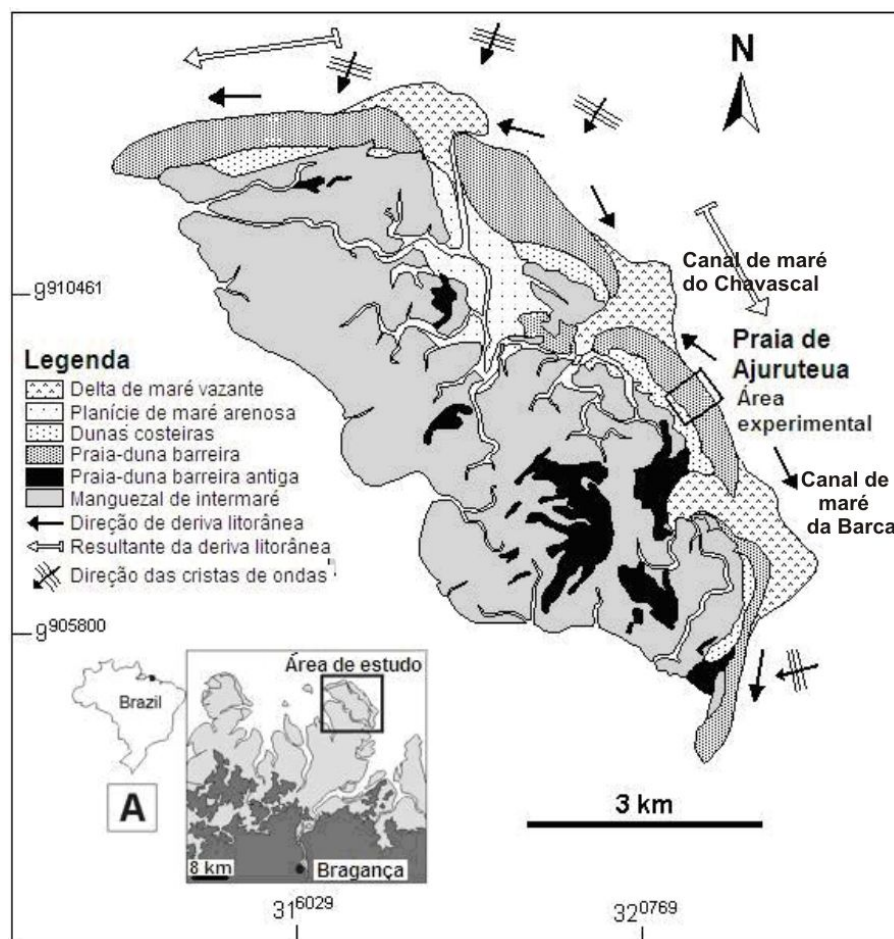 N
Canal de maré
do Chavascal
9910461
Praia de
Ajuruteua
Área
experimental
Legenda
Delta de maré vazante
Planície de maré arenosa
Dunas costeiras
Praia-duna barreira
Praia-duna barreira antiga
Manguezal de intermaré
Direção de deriva litorânea
Resultante da deriva litorânea
Direção das cristas de ondas
Canal de
maré
da Barca
9905800
Área de estudo
Brazil
A
8 km
Bragança
3 km
316029
320769